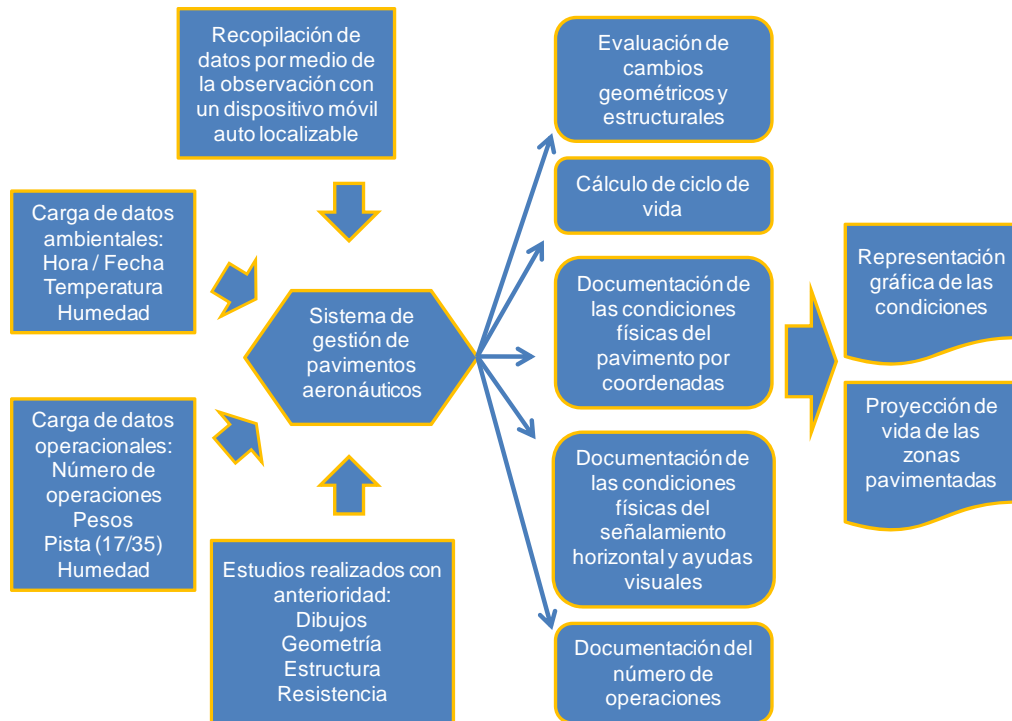 Recopilación de
datos por medio de
la observación con
un dispositivo móvil
auto localizable
Carga de datos
ambientales:
Hora / Fecha
Temperatura
Humedad
Carga de datos
operacionales:
Número de
operaciones
Pesos
Pista (17/35)
Humedad
Estudios realizados con
anterioridad:
Dibujos
Geometría
Estructura
Resistencia
Sistema de
gestión de
pavimentos
aeronáuticos
Evaluación de
cambios
geométricos y
estructurales
Cálculo de ciclo de
vida
Documentación de
las condiciones
físicas del
pavimento por
coordenadas
Documentación de
las condiciones
físicas del
señalamiento
horizontal y ayudas
visuales
Documentación del
número de
operaciones
Representación
gráfica de las
condiciones
Proyección de
vida de las
zonas
pavimentadas